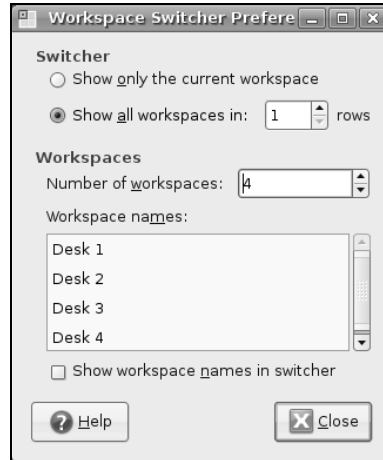 Workspace Switcher Prefere
Switcher
Show only the current workspace
Show all workspaces in: 1 rows
Workspaces
Number of workspaces: 4
Workspace names:
Desk 1
Desk 2
Desk 3
Desk 4
Show workspace names in switcher
Help Close